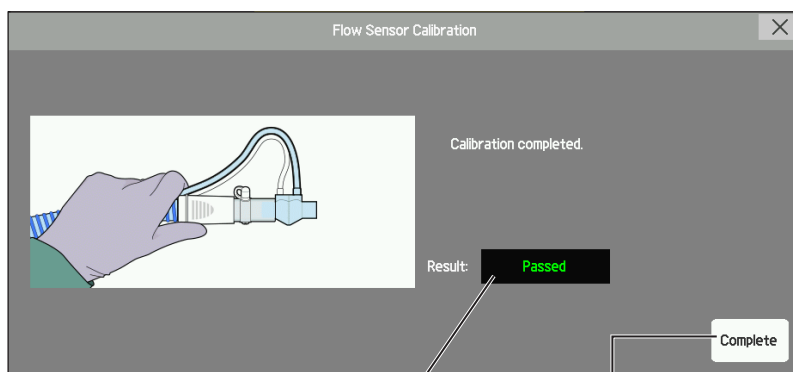 Flow Sensor Calibration
Calibration completed.
Result: Passed
Complete